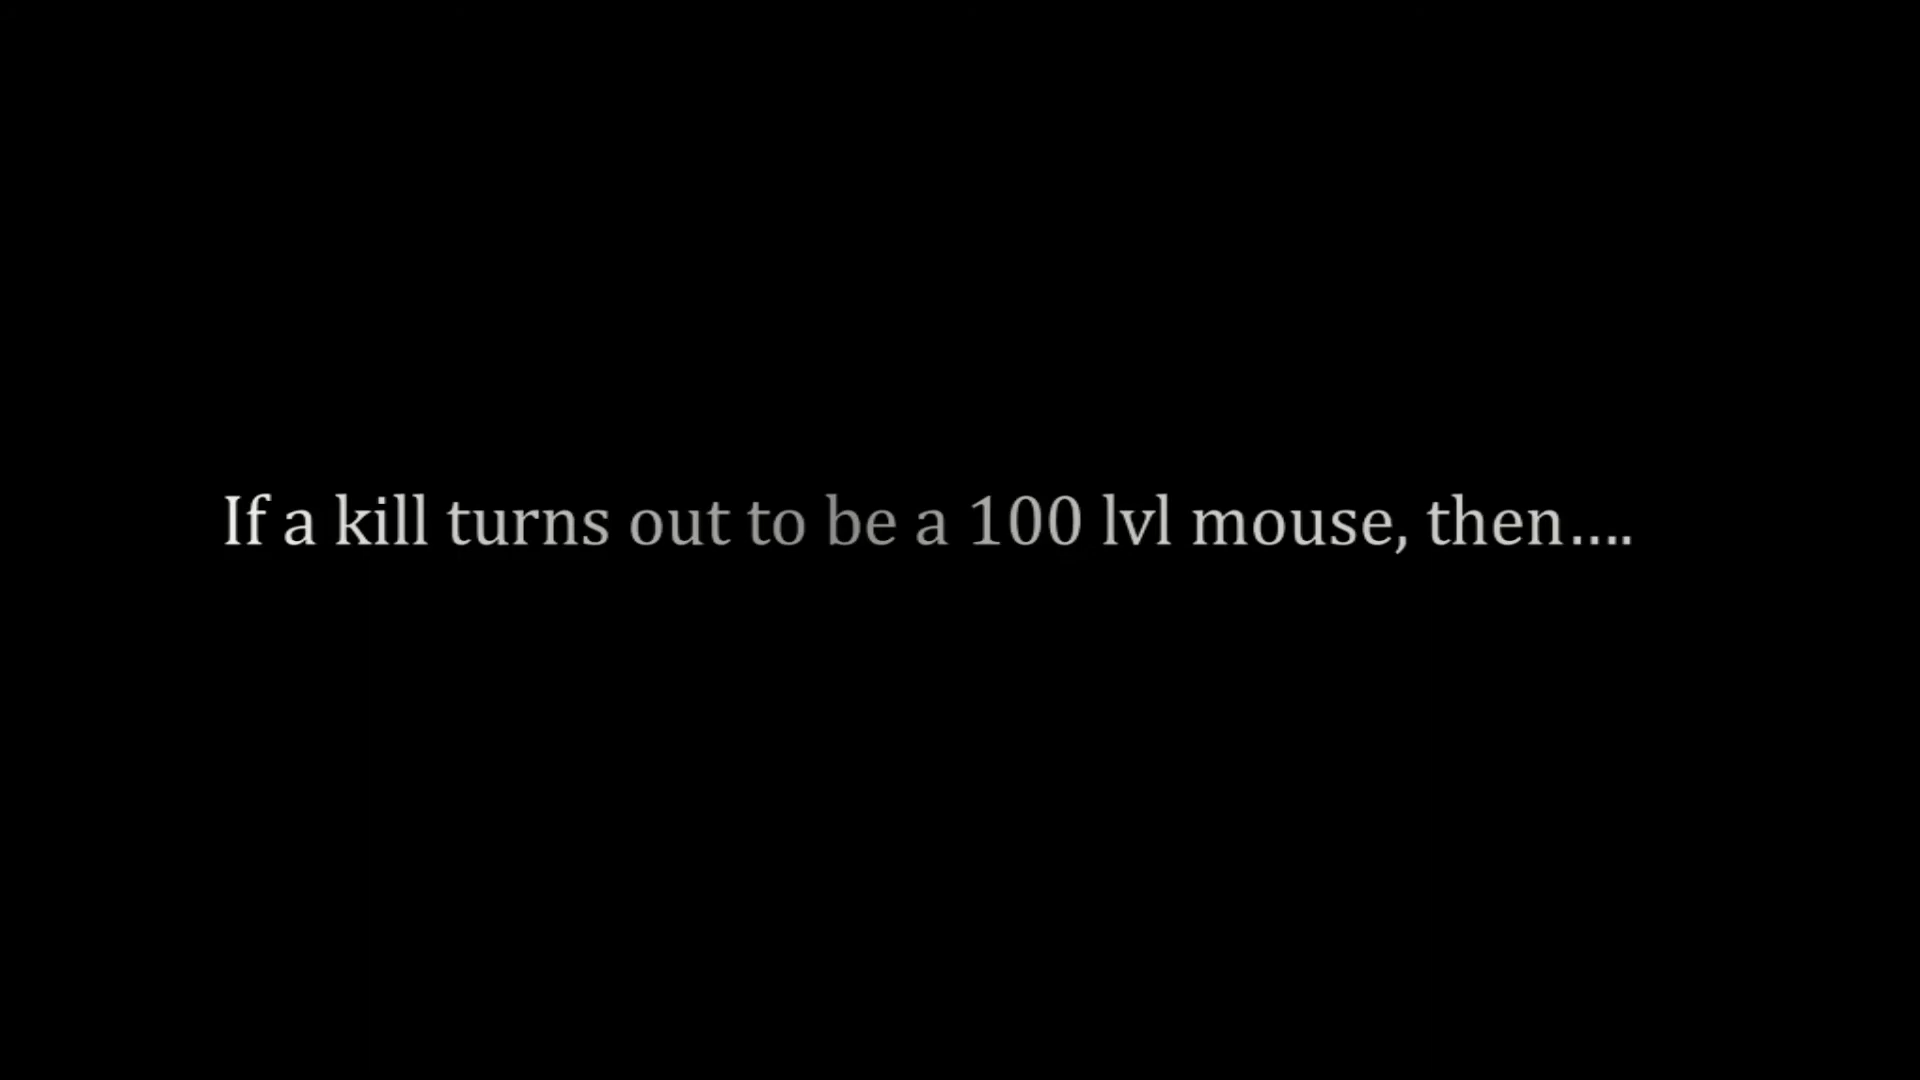 If a kill turns out to be a 100 lvl mouse, then....